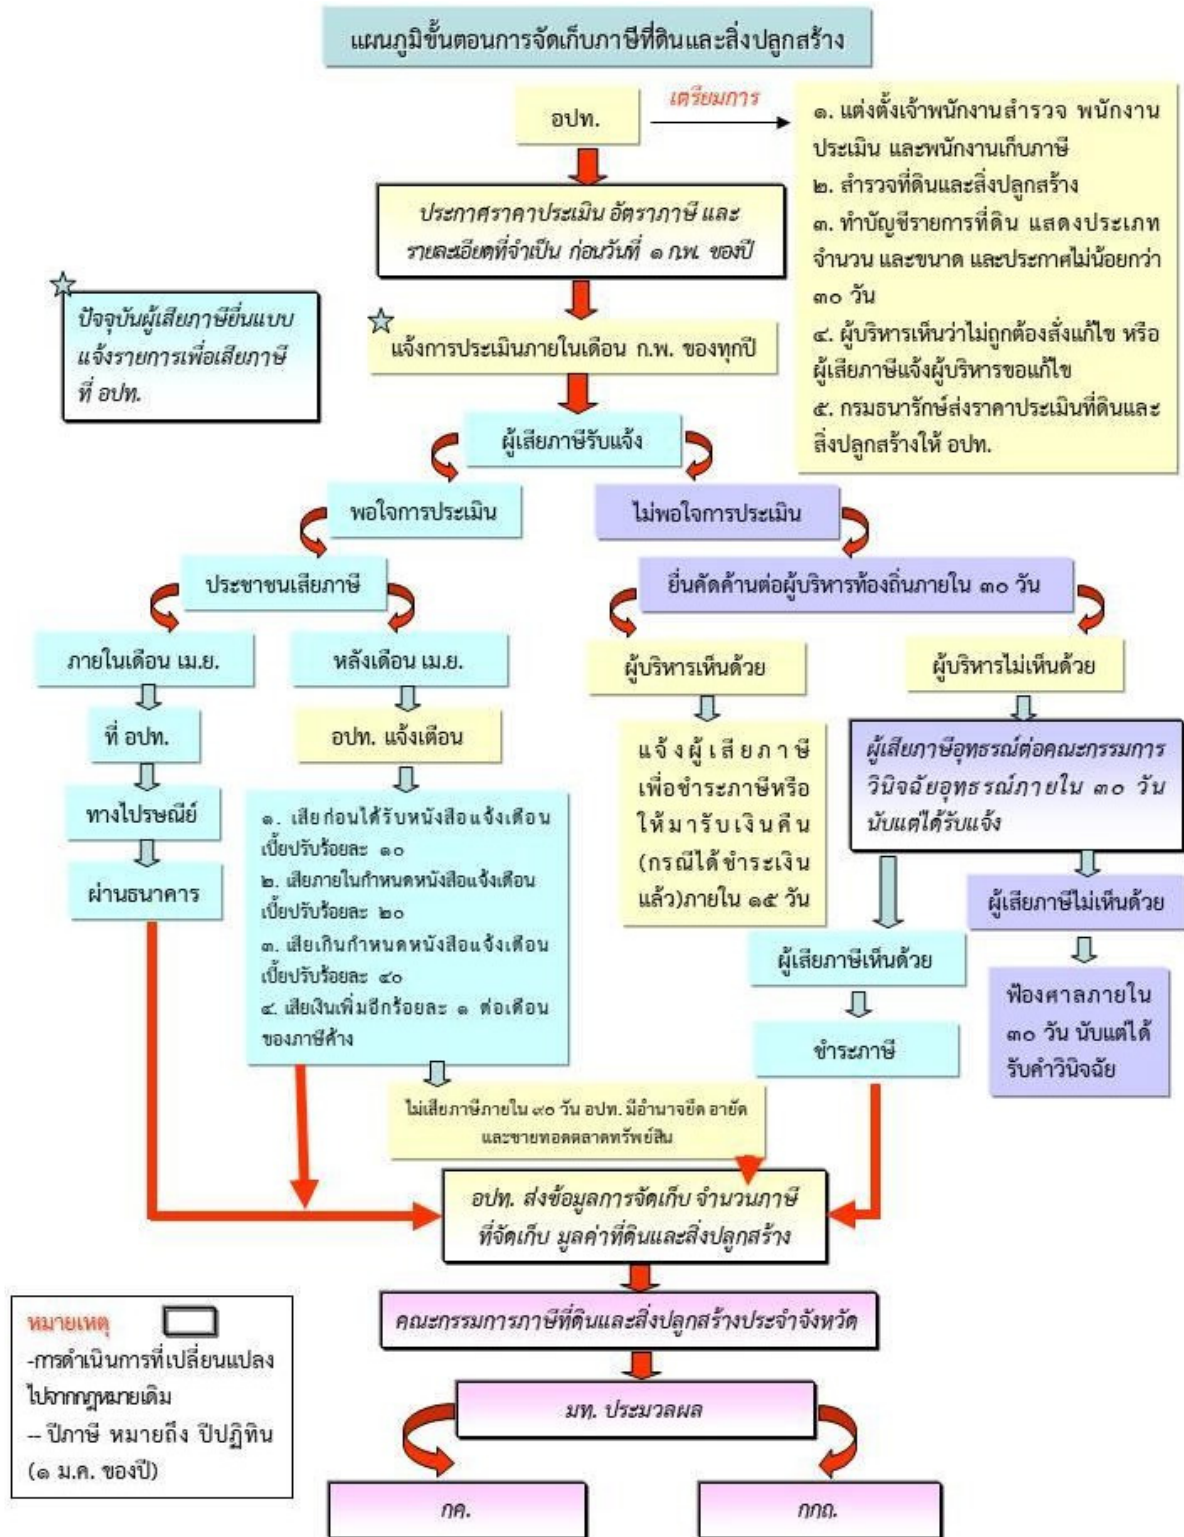 แผนภูมิขั้นตอนการจัดเก็บภาษีที่ดินและสิ่งปลูกสร้าง
อปท.
เตรียมการ
๑. แต่งตั้งเจ้าพนักงานสำรวจ พนักงาน
ประเมิน และพนักงานเก็บภาษี
๒. สำรวจที่ดินและสิ่งปลูกสร้าง
๓. ทำบัญชีรายการที่ดิน แสดงประเภท
จำนวน และขนาด และประกาศไม่น้อยกว่า
๓๐ วัน
๔. ผู้บริหารเห็นว่าไม่ถูกต้องสั่งแก้ไข หรือ
ผู้เสียภาษีแจ้งผู้บริหารขอแก้ไข
๕. กรมธนารักษ์ส่งราคาประเมินที่ดินและ
สิ่งปลูกสร้างให้ อปท.
ประกาศราคาประเมิน อัตราภาษี และ
รายละเอียดที่จำเป็น ก่อนวันที่ ๑ ก.พ. ของปี
ปัจจุบันผู้เสียภาษียื่นแบบ
แจ้งรายการเพื่อเสียภาษี
ที่ อปท.
แจ้งการประเมินภายในเดือน ก.พ. ของทุกปี
ผู้เสียภาษีรับแจ้ง
พอใจการประเมิน
ไม่พอใจการประเมิน
ประชาชนเสียภาษี
ยื่นคัดค้านต่อผู้บริหารท้องถิ่นภายใน ๓๐ วัน
ภายในเดือน เม.ย.
หลังเดือน เม.ย.
ผู้บริหารเห็นด้วย
ผู้บริหารไม่เห็นด้วย
ที่ อปท.
อปท. แจ้งเตือน
แจ้งผู้เสียภาษี
เพื่อชำระภาษีหรือ
ให้มารับเงินคืน
(กรณีได้ชำระเงิน
แล้ว)ภายใน ๑๕ วัน
ผู้เสียภาษีอุทธรณ์ต่อคณะกรรมการ
วินิจฉัยอุทธรณ์ภายใน ๓๐ วัน
นับแต่ได้รับแจ้ง
ทางไปรษณีย์
ผ่านธนาคาร
๑. เสียก่อนได้รับหนังสือแจ้งเตือน
เบี้ยปรับร้อยละ ๑๐
๒. เสียภายในกำหนดหนังสือแจ้งเตือน
เบี้ยปรับร้อยละ ๒๐
๓. เสียเกินกำหนดหนังสือแจ้งเตือน
เบี้ยปรับร้อยละ ๔๐
๔. เสียเงินเพิ่มอีกร้อยละ ๑ ต่อเดือน
ของภาษีค้าง
ผู้เสียภาษีไม่เห็นด้วย
ผู้เสียภาษีเห็นด้วย
ฟ้องศาลภายใน
๓๐ วัน นับแต่ได้
รับคำวินิจฉัย
ชำระภาษี
ไม่เสียภาษีภายใน ๙๐ วัน อปท. มีอำนาจยึด อายัด
และขายทอดตลาดทรัพย์สิน
อปท. ส่งข้อมูลการจัดเก็บ จำนวนภาษี
ที่จัดเก็บ มูลค่าที่ดินและสิ่งปลูกสร้าง
คณะกรรมการภาษีที่ดินและสิ่งปลูกสร้างประจำจังหวัด
มท. ประมวลผล
กค.
กกถ.
หมายเหตุ
-การดำเนินการที่เปลี่ยนแปลง
ไปจากกฎหมายเดิม
-- ปีภาษี หมายถึง ปีปฏิทิน
(๑ ม.ค. ของปี)